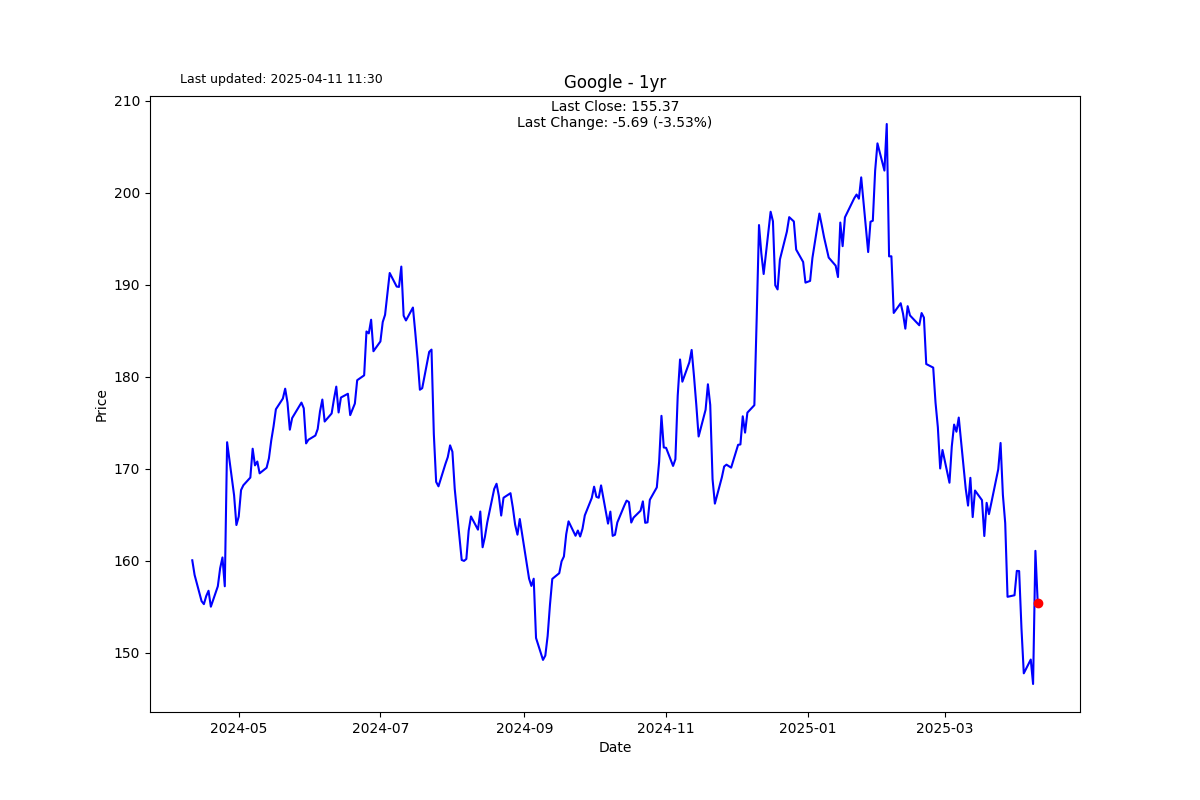 Last updated: 2025-04-11 11:30
Google - 1yr
Last Close: 155.37
Last Change: -5.69 (-3.53%)
210
200
190
180
170
160
150
Price
2024-05
2024-07
2024-09
2024-11
2025-01
2025-03
Date